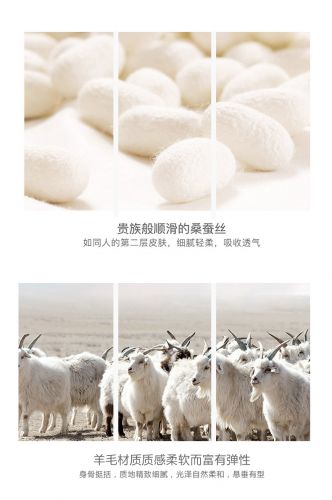 贵族般顺滑的桑蚕丝
如同人的第二层皮肤，细腻轻柔，吸收透气
羊毛材质质感柔软而富有弹性
身骨挺括，质地精致细腻，光泽自然柔和，悬垂有型